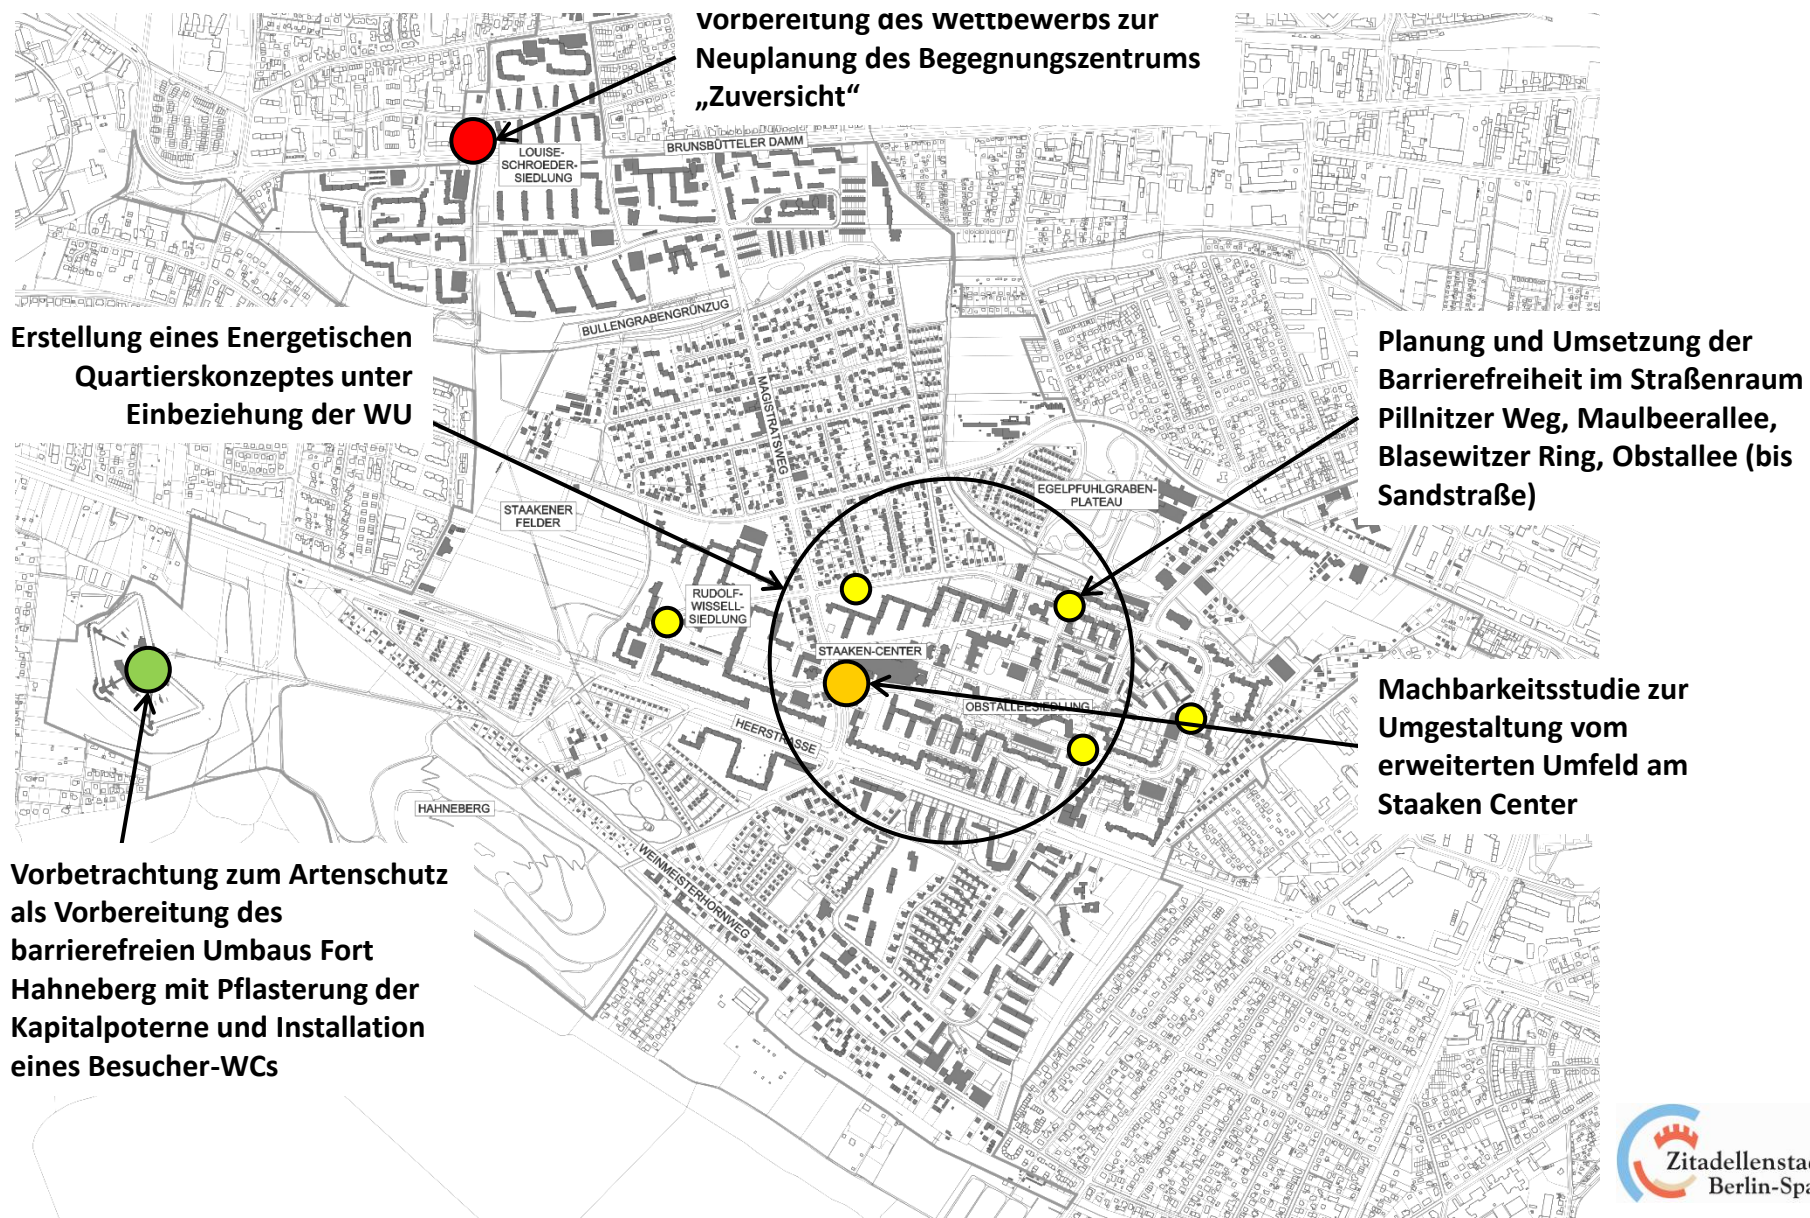 Vorbereitung des Wettbewerbs zur
Neuplanung des Begegnungszentrums
„Zuversicht“
BRUNSBÜTTELER DAMM
LOUISE-
SCHROEDER-
SIEDLUNG
BULLENGRABENGRÜNZUG
Erstellung eines Energetischen
Quartierskonzeptes unter
Einbeziehung der WU
MAGISTRATSWEG
Planung und Umsetzung der
Barrierefreiheit im Straßenraum
Pillnitzer Weg, Maulbeerallee,
Blasewitzer Ring, Obstallee (bis
Sandstraße)
EGELPFUHLGRABEN-
PLATEAU
STAAKENER
FELDER
RUDOLF-
WISSELL-
SIEDLUNG
STAAKEN-CENTER
OBSTALLEESIEDLUNG
HEERSTRASSE
Machbarkeitsstudie zur
Umgestaltung vom
erweiterten Umfeld am
Staaken Center
HAHNEBERG
WEINMEISTERHORNWEG
Vorbetrachtung zum Artenschutz
als Vorbereitung des
barrierefreien Umbaus Fort
Hahneberg mit Pflasterung der
Kapitalpoterne und Installation
eines Besucher-WCs
Zitadellensta
Berlin-Spa